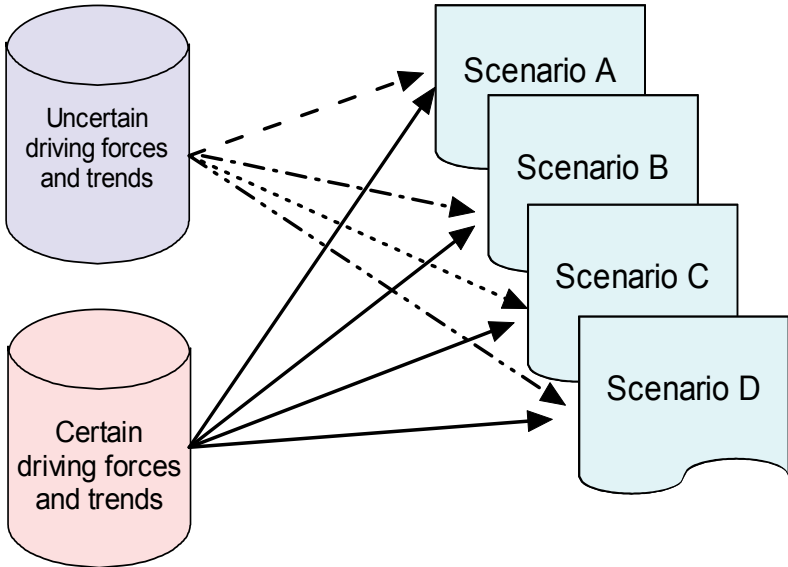 Uncertain
driving forces
and trends
Scenario A
Scenario B
Scenario C
Scenario D
Certain
driving forces
and trends